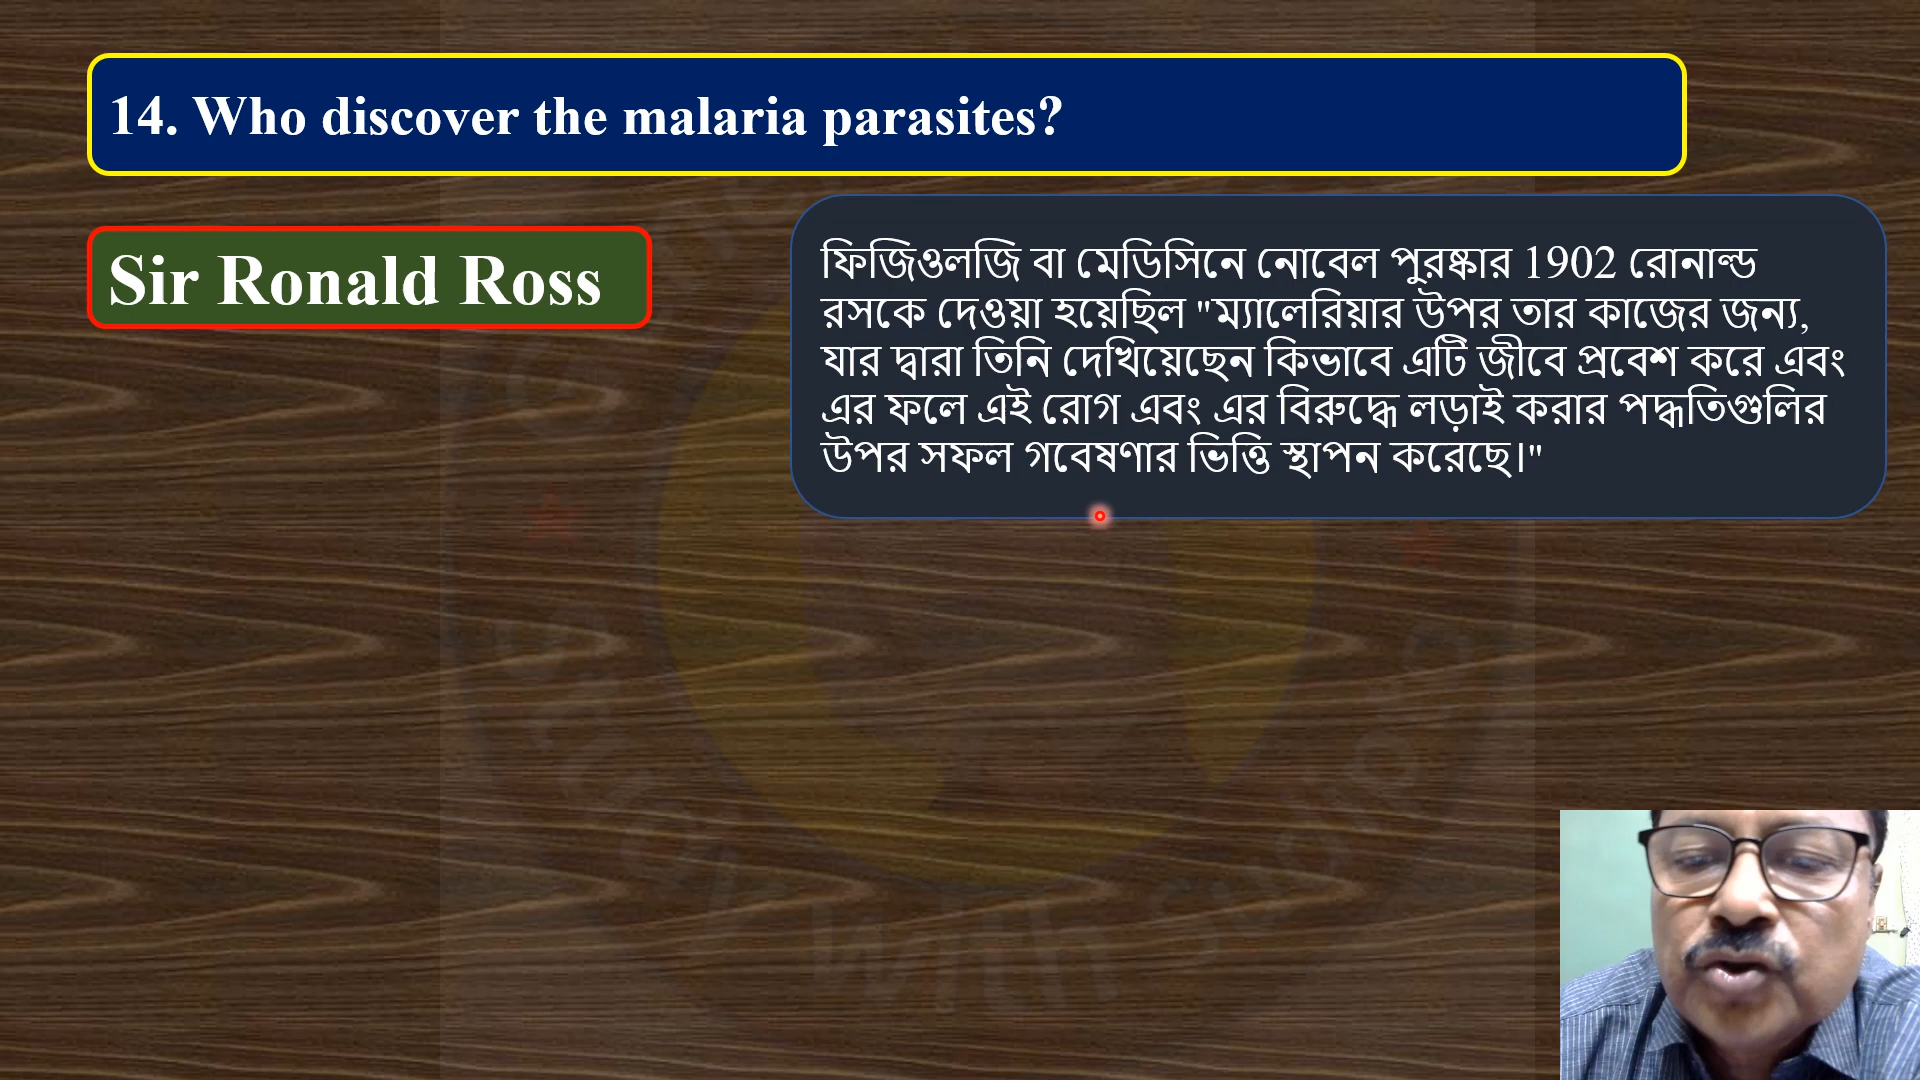 14. Who discover the malaria parasites?
Sir Ronald Ross
ফিজিওলজি বা মেডিসিনে নোবেল পুরষ্কার 1902 রোনাল্ড
রসকে দেওয়া হয়েছিল "ম্যালেরিয়ার উপর তার কাজের জন্য,
যার দ্বারা তিনি দেখিয়েছেন কিভাবে এটি জীবে প্রবেশ করে এবং
এর ফলে এই রোগ এবং এর বিরুদ্ধে লড়াই করার পদ্ধতিগুলির
উপর সফল গবেষণার ভিত্তি স্থাপন করেছে।"
with